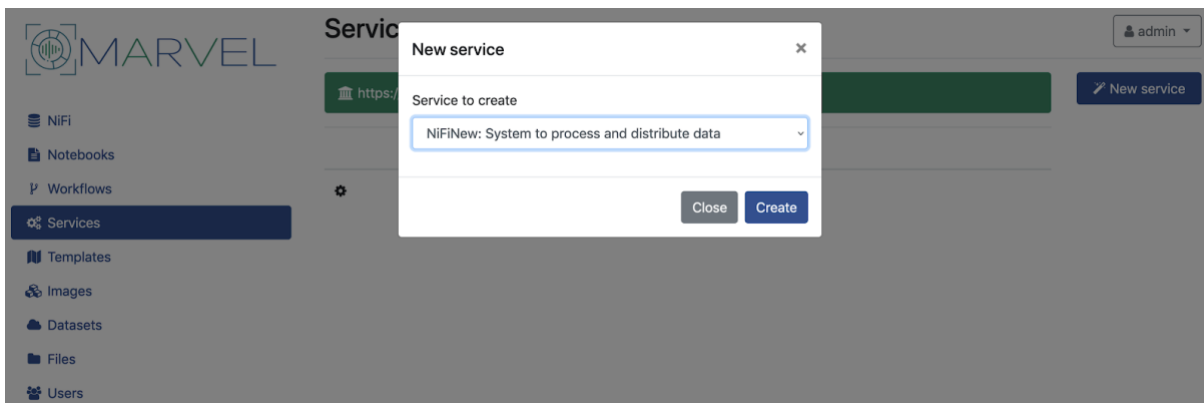 MARVEL
NiFi
Notebooks
Workflows
Services
Templates
Images
Datasets
Files
Users
Servic
https:/
New service
×
Service to create
NiFiNew: System to process and distribute data
Close
Create
admin
New service